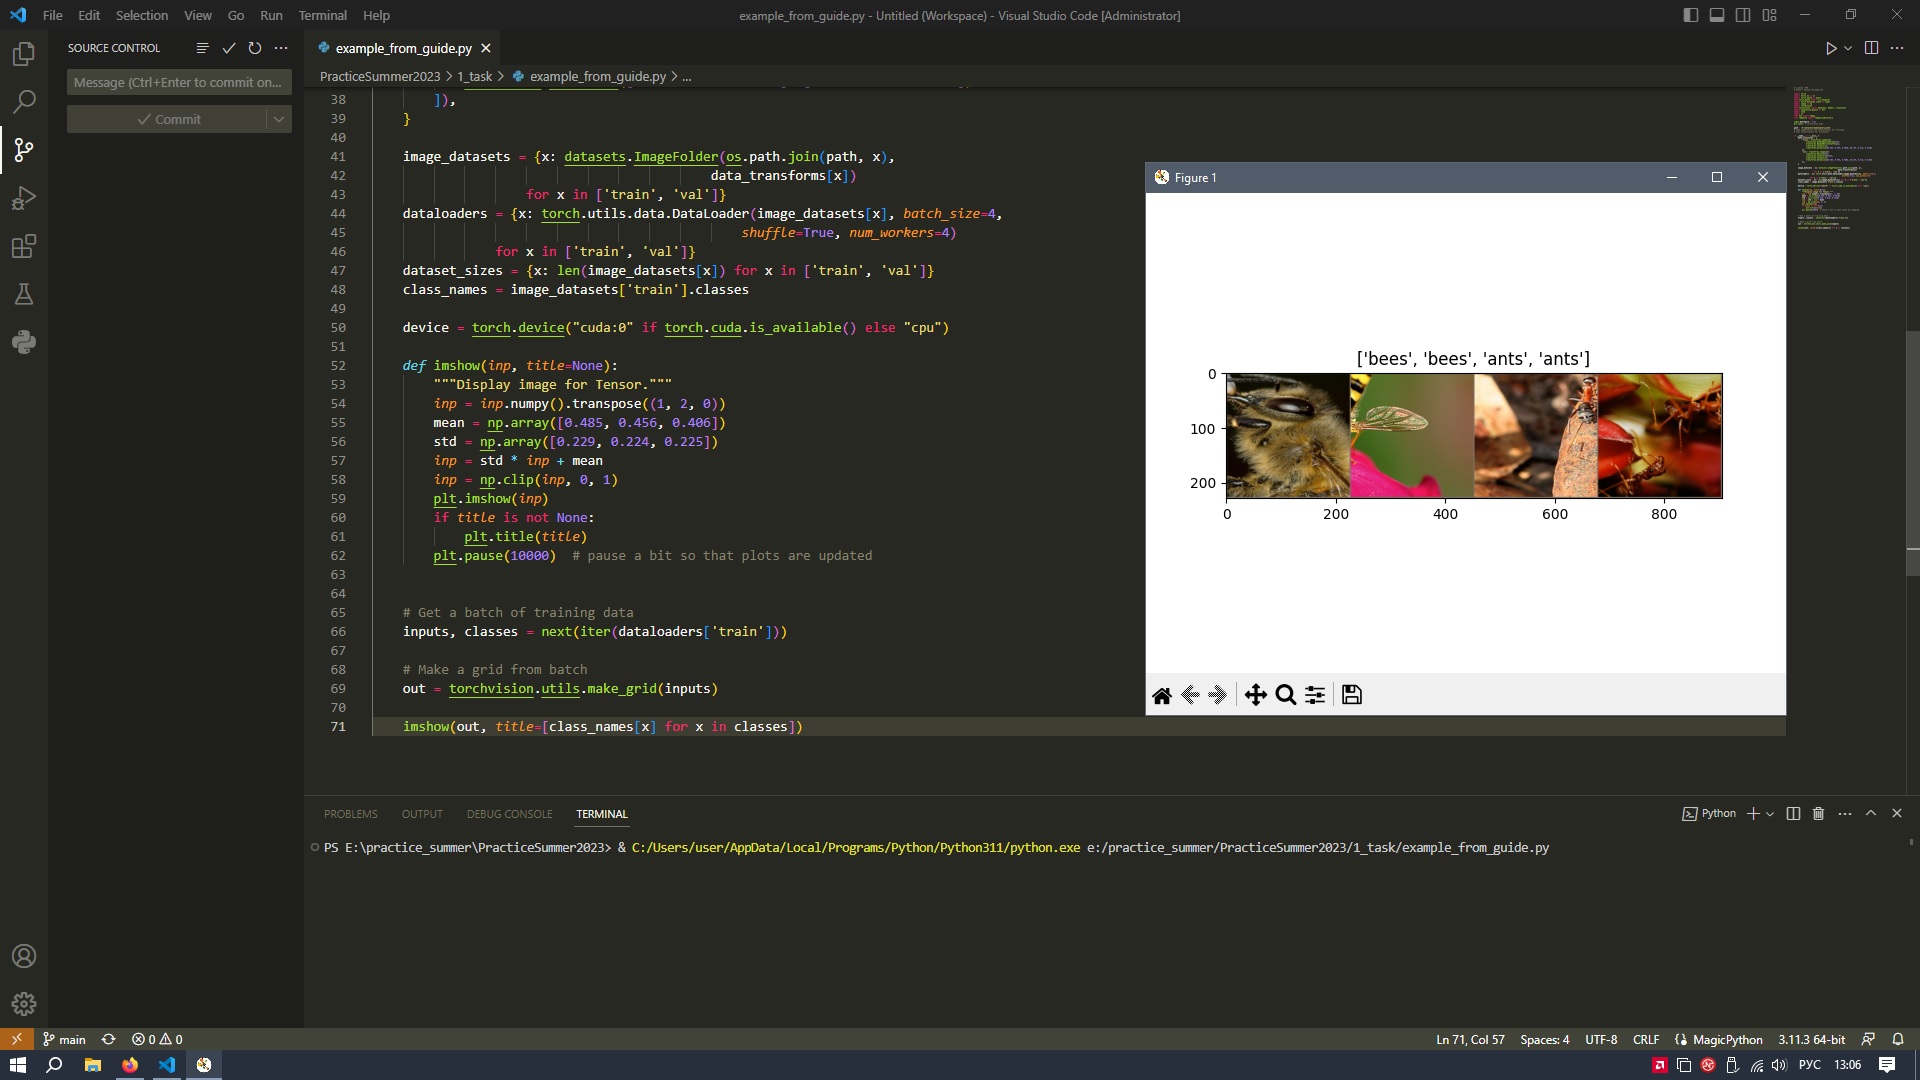 File Edit Selection View Go Run Terminal Help
example_from_guide.py - Untitled (Workspace) - Visual Studio Code [Administrator]
SOURCE CONTROL
Message (Ctrl+Enter to commit on...
Commit
example_from_guide.py
PracticeSummer2023 > 1_task > example_from_guide.py > ...
38 ]),
39 }
40
41 image_datasets = {x: datasets.ImageFolder(os.path.join(path, x),
42 data_transforms[x])
43 for x in ['train', 'val']}
44 dataloaders = {x: torch.utils.data.DataLoader(image_datasets[x], batch_size=4,
45 shuffle=True, num_workers=4)
46 for x in ['train', 'val']}
47 dataset_sizes = {x: len(image_datasets[x]) for x in ['train', 'val']}
48 class_names = image_datasets['train'].classes
49
50 device = torch.device("cuda:0" if torch.cuda.is_available() else "cpu")
51
52 def imshow(inp, title=None):
53 """Display image for Tensor."""
54 inp = inp.numpy().transpose((1, 2, 0))
55 mean = np.array([0.485, 0.456, 0.406])
56 std = np.array([0.229, 0.224, 0.225])
57 inp = std * inp + mean
58 inp = np.clip(inp, 0, 1)
59 plt.imshow(inp)
60 if title is not None:
61 plt.title(title)
62 plt.pause(10000)  # pause a bit so that plots are updated
63
64
65 # Get a batch of training data
66 inputs, classes = next(iter(dataloaders['train']))
67
68 # Make a grid from batch
69 out = torchvision.utils.make_grid(inputs)
70
71 imshow(out, title=[class_names[x] for x in classes])
Figure 1
['bees', 'bees', 'ants', 'ants']
0
100
200
0 200 400 600 800
PROBLEMS OUTPUT DEBUG CONSOLE TERMINAL
Python
PS E:\practice_summer\PracticeSummer2023> & C:/Users/user/AppData/Local/Programs/Python/Python311/python.exe e:/practice_summer/PracticeSummer2023/1_task/example_from_guide.py
main 0 0
Ln 71, Col 57 Spaces: 4 UTF-8 CRLF MagicPython 3.11.3 64-bit
РУС 13:06